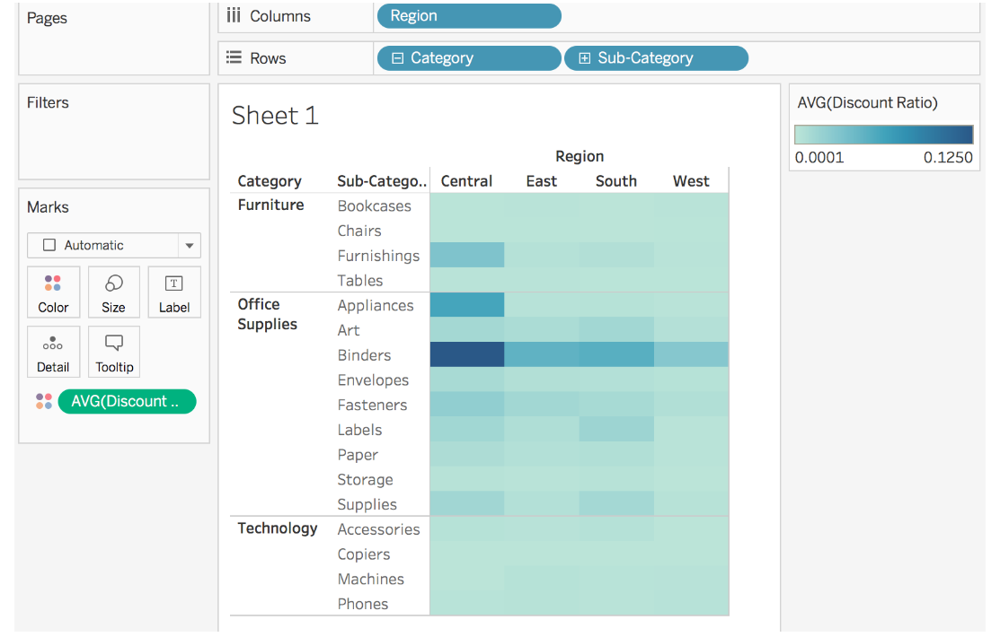 Pages
Columns
Region
Rows
Category
Sub-Category
Filters
Marks
Automatic
Color
Size
T
Label
Detail
Tooltip
AVG(Discount ..
Sheet 1
Region
Category Sub-Catego.. Central East South West
Furniture Bookcases
Chairs
Furnishings
Tables
Office Supplies Appliances
Art
Binders
Envelopes
Fasteners
Labels
Paper
Storage
Supplies
Technology Accessories
Copiers
Machines
Phones
AVG(Discount Ratio)
0.0001 0.1250